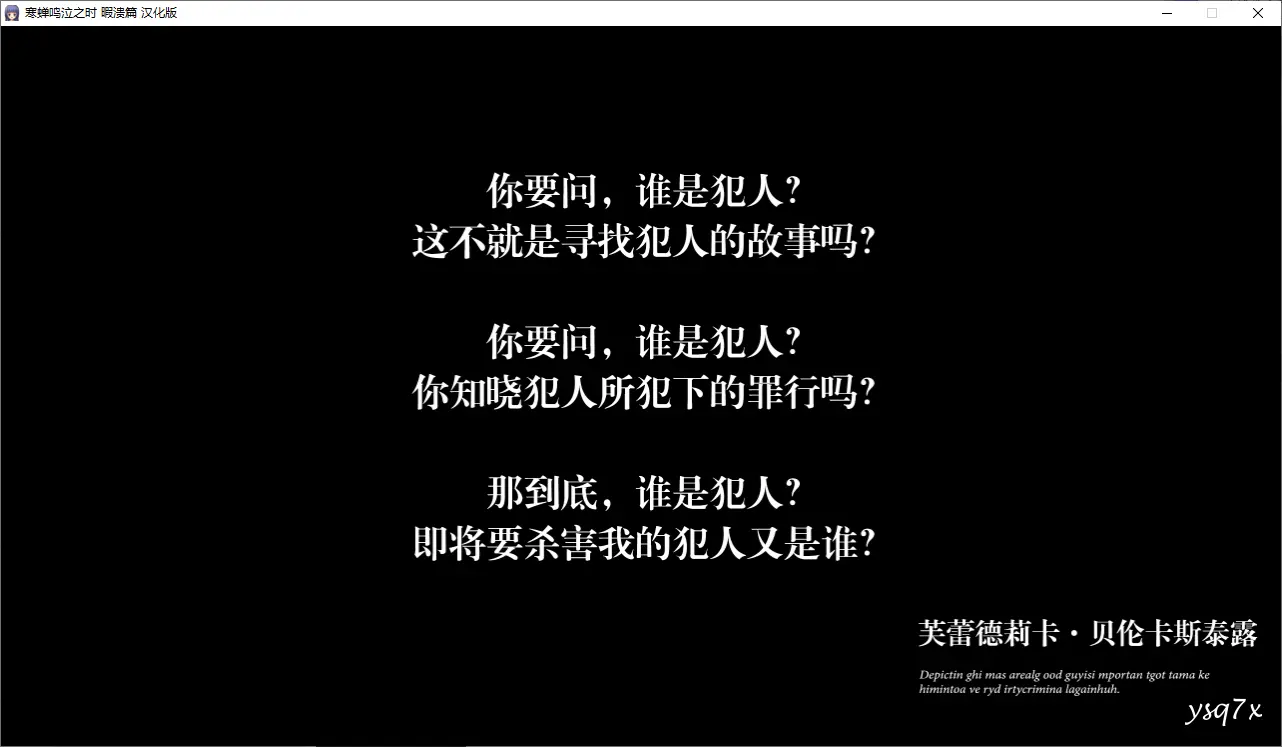 寒蝉鸣泣之时 暇溃篇 汉化版
你要问，谁是犯人？
这不就是寻找犯人的故事吗？
你要问，谁是犯人？
你知晓犯人所犯下的罪行吗？
那到底，谁是犯人？
即将要杀害我的犯人又是谁？
芙蕾德莉卡・贝伦卡斯泰露
Depictin ghi mas arealg ood guyisi mportan tgot tama ke
himintoa ve ryd irtycrimina lagainhuh.
ysq7x